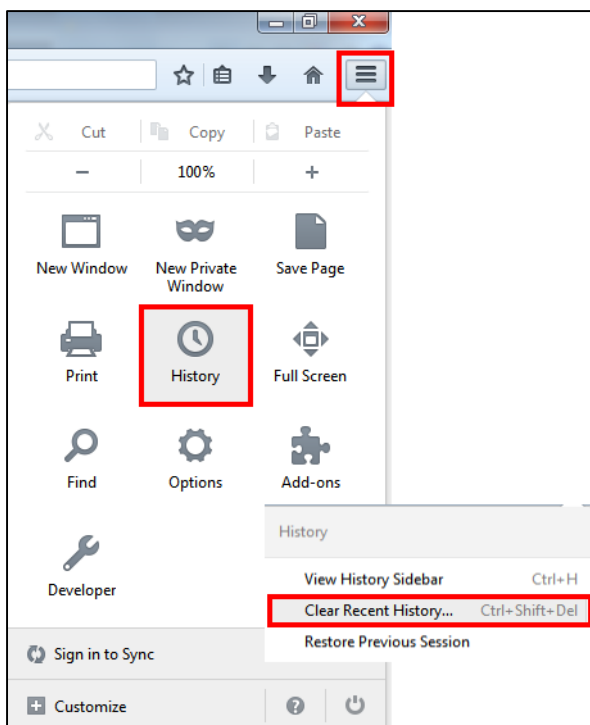 Cut Copy Paste
− 100% +
New Window New Private Window Save Page
Print History Full Screen
Find Options Add-ons
Developer
History
View History Sidebar Ctrl+H
Clear Recent History... Ctrl+Shift+Del
Restore Previous Session
Sign in to Sync
Customize